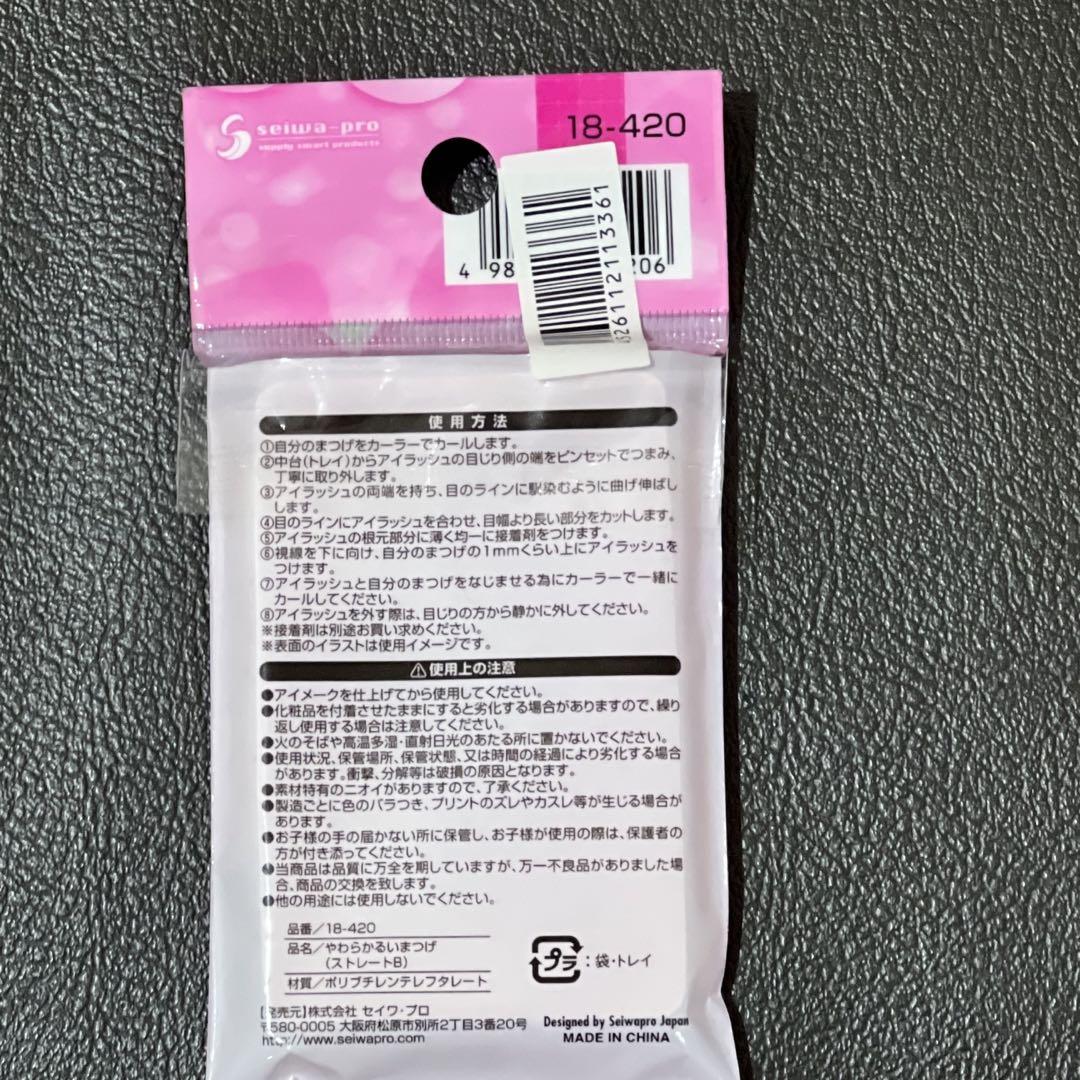 seiwa-pro
supply smart products
18-420
4 98
206
26112113361
使用方法
①自分のまつげをカーラーでカールします。
②中台(トレイ)からアイラッシュの目じり側の端をピンセットでつまみ、
丁寧に取り外します。
③アイラッシュの両端を持ち、目のラインに馴染むように曲げ伸ばし
します。
④目のラインにアイラッシュを合わせ、目幅より長い部分をカットします。
⑤アイラッシュの根元部分に薄く均一に接着剤をつけます。
⑥視線を下に向け、自分のまつげの1mmくらい上にアイラッシュを
つけます。
⑦アイラッシュと自分のまつげをなじませる為にカーラーで一緒に
カールしてください。
⑧アイラッシュを外す際は、目じりの方から静かに外してください。
※接着剤は別途お買い求めください。
※表面のイラストは使用イメージです。
⚠使用上の注意
●アイメークを仕上げてから使用してください。
●化粧品を付着させたままにすると劣化する場合がありますので、繰り
返し使用する場合は注意してください。
●火のそばや高温多湿・直射日光のあたる所に置かないでください。
●使用状況、保管場所、保管状態、又は時間の経過により劣化する場合
があります。衝撃、分解等は破損の原因となります。
●素材特有のニオイがありますので、了承ください。
●製造ごとに色のバラつき、プリントのズレやカスレ等が生じる場合が
あります。
●お子様の手の届かない所に保管し、お子様が使用の際は、保護者の
方が付き添ってください。
●当商品は品質に万全を期していますが、万一不良品がありました場
合、商品の交換を致します。
●他の用途には使用しないでください。
品番/18-420
品名/やわらかるいまつげ
(ストレートB)
材質/ポリブチレンテレフタレート
プラ:袋・トレイ
【発売元】株式会社 セイワ・プロ
〒580-0005 大阪府松原市別所2丁目3番20号
http://www.seiwapro.com
Designed by Seiwapro Japan
MADE IN CHINA